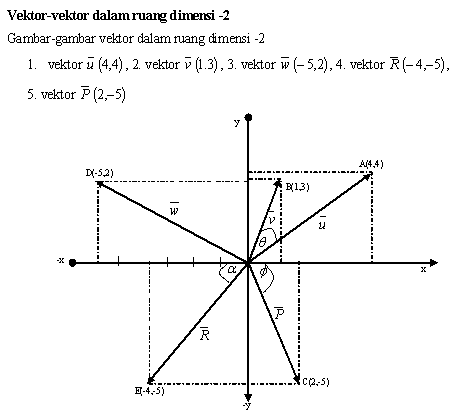 Vektor-vektor dalam ruang dimensi -2
Gambar-gambar vektor dalam ruang dimensi -2
1. vektor u̅ (4,4), 2. vektor v̅ (1.3), 3. vektor w̅ (−5,2), 4. vektor R̅ (−4,−5),
5. vektor P̅ (2,−5)
y
A(4,4)
D(-5,2)
B(1,3)
w̅
v̅
u̅
θ
-x
α
ϕ
x
P̅
R̅
C(2,-5)
E(-4,-5)
-y